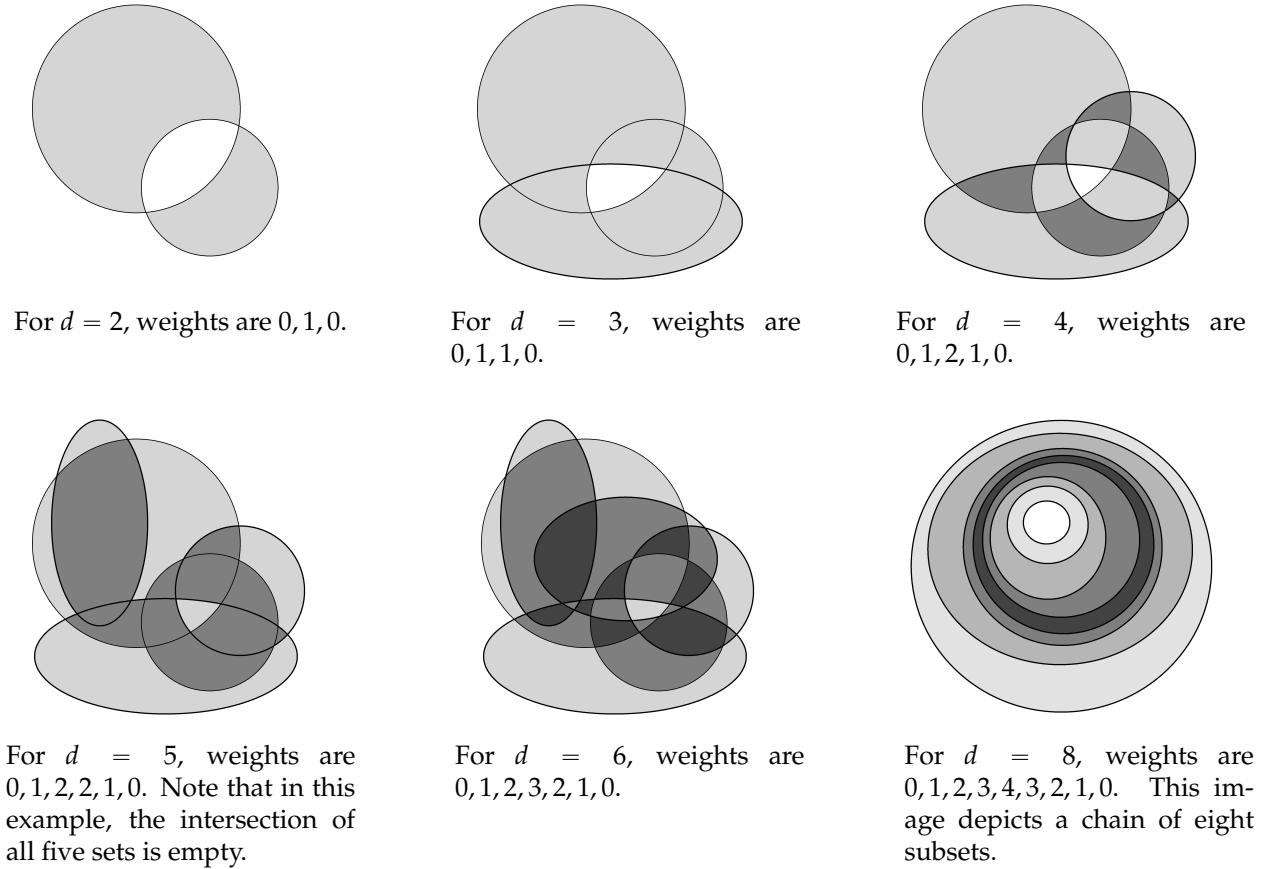 For d = 2, weights are 0, 1, 0.
For d = 3, weights are
0, 1, 1, 0.
For d = 4, weights are
0, 1, 2, 1, 0.
For d = 5, weights are
0, 1, 2, 2, 1, 0. Note that in this
example, the intersection of
all five sets is empty.
For d = 6, weights are
0, 1, 2, 3, 2, 1, 0.
For d = 8, weights are
0, 1, 2, 3, 4, 3, 2, 1, 0. This im-
age depicts a chain of eight
subsets.